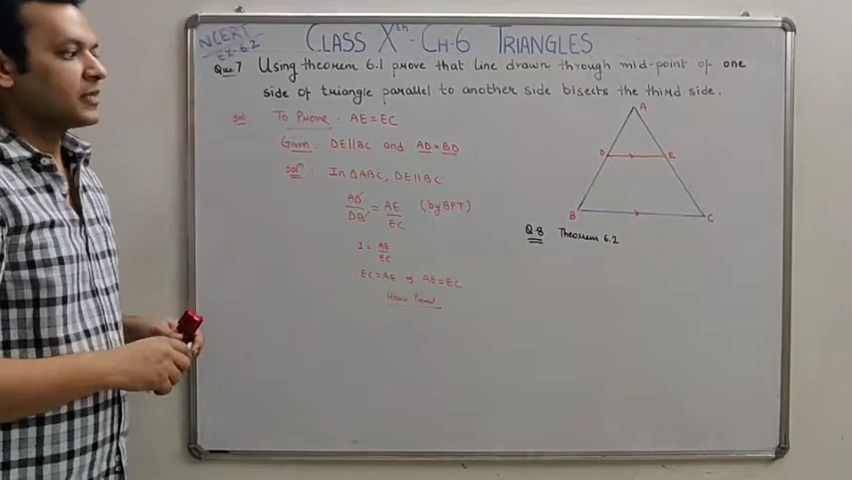 NCERT
EX-6.2
CLASS Xth CH-6 TRIANGLES
Que.7 Using theorem 6.1 prove that line drawn through mid-point of one
side of triangle parallel to another side bisects the third side.
Sol To Prove: AE=EC
Given: DE||BC and AD=BD
Solⁿ: In ΔABC, DE||BC
AD/DB = AE/EC (by BPT)
1 = AE/EC
EC=AE ⇒ AE=EC
Hence Proved
A
D E
B C
Q.8 Theorem 6.2